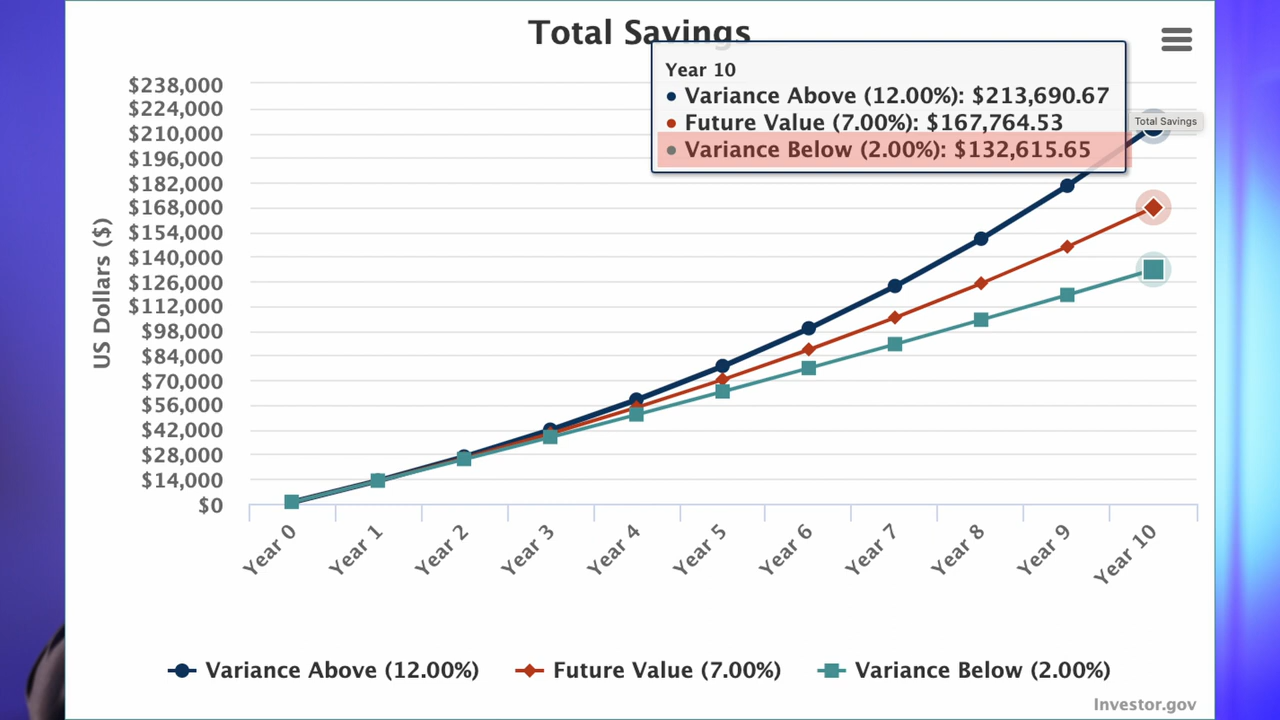 Total Savings
Year 10
Variance Above (12.00%): $213,690.67
Future Value (7.00%): $167,764.53
Variance Below (2.00%): $132,615.65
Total Savings
US Dollars ($)
$238,000
$224,000
$210,000
$196,000
$182,000
$168,000
$154,000
$140,000
$126,000
$112,000
$98,000
$84,000
$70,000
$56,000
$42,000
$28,000
$14,000
$0
Year 0
Year 1
Year 2
Year 3
Year 4
Year 5
Year 6
Year 7
Year 8
Year 9
Year 10
Variance Above (12.00%)
Future Value (7.00%)
Variance Below (2.00%)
Investor.gov